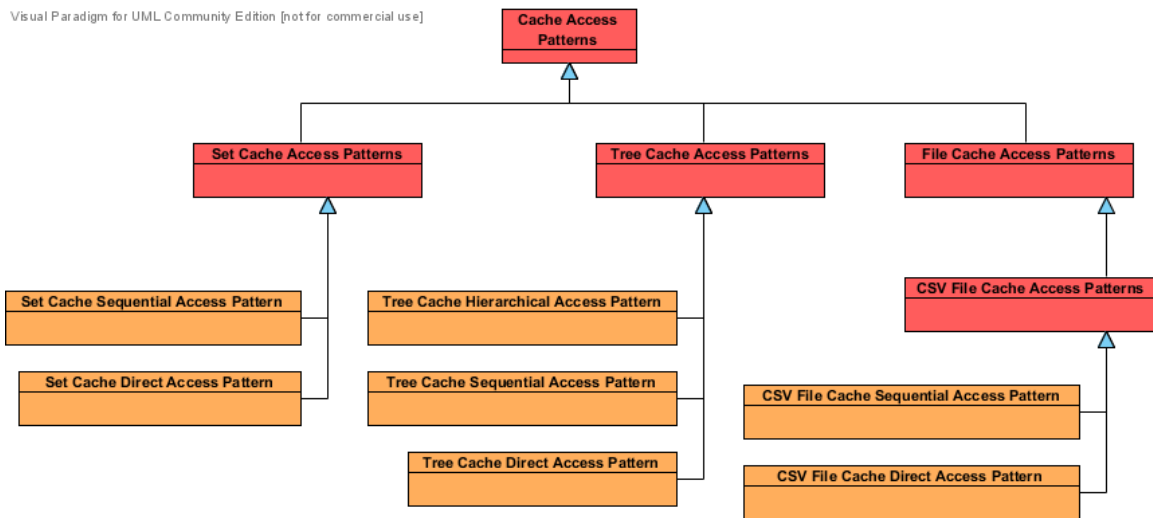 Visual Paradigm for UML Community Edition [not for commercial use]
Cache Access
Patterns
Set Cache Access Patterns
Tree Cache Access Patterns
File Cache Access Patterns
CSV File Cache Access Patterns
Set Cache Sequential Access Pattern
Tree Cache Hierarchical Access Pattern
Set Cache Direct Access Pattern
Tree Cache Sequential Access Pattern
CSV File Cache Sequential Access Pattern
Tree Cache Direct Access Pattern
CSV File Cache Direct Access Pattern